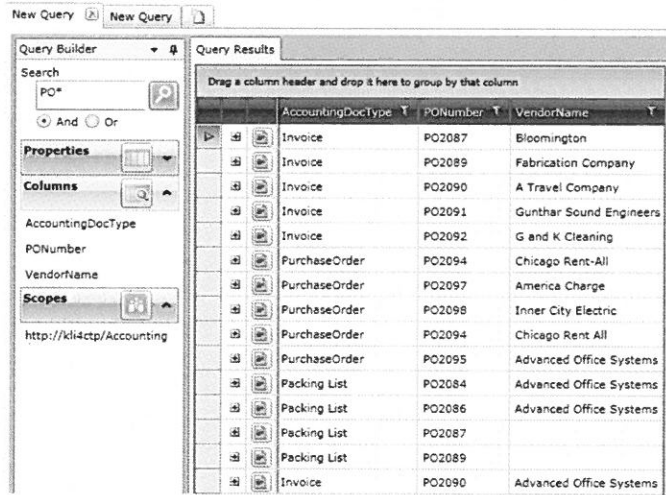 New Query
New Query
Query Builder
Search
PO*
And Or
Properties
Columns
AccountingDocType
PONumber
VendorName
Scopes
http://kli4ctp/Accounting
Query Results
Drag a column header and drop it here to group by that column
AccountingDocType PONumber VendorName
Invoice PO2087 Bloomington
Invoice PO2089 Fabrication Company
Invoice PO2090 A Travel Company
Invoice PO2091 Gunthar Sound Engineers
Invoice PO2092 G and K Cleaning
PurchaseOrder PO2094 Chicago Rent-All
PurchaseOrder PO2097 America Charge
PurchaseOrder PO2098 Inner City Electric
PurchaseOrder PO2094 Chicago Rent All
PurchaseOrder PO2095 Advanced Office Systems
Packing List PO2084 Advanced Office Systems
Packing List PO2086 Advanced Office Systems
Packing List PO2087
Packing List PO2089
Invoice PO2090 Advanced Office Systems